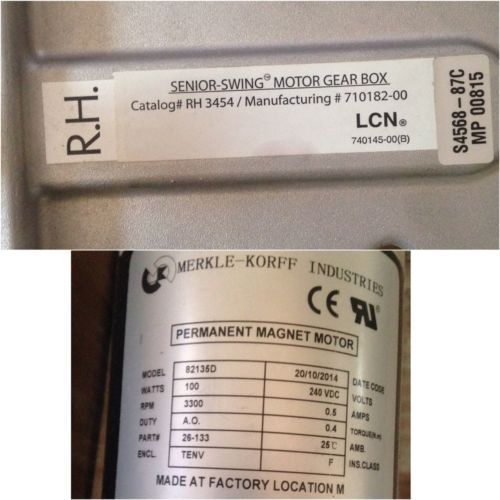 R.H.
SENIOR-SWING™ MOTOR GEAR BOX
Catalog# RH 3454 / Manufacturing # 710182-00
LCN®
740145-00(B)
S4568-87C
MP 00815
MERKLE-KORFF INDUSTRIES
CE
PERMANENT MAGNET MOTOR
MODEL 82135D 20/10/2014 DATE CODE
WATTS 100 240 VDC VOLTS
RPM 3300 0.5 AMPS
DUTY A.O. 0.4 TORQUE(N.m)
PART# 26-133 25℃ AMB.
ENCL. TENV F INS.CLASS
MADE AT FACTORY LOCATION M